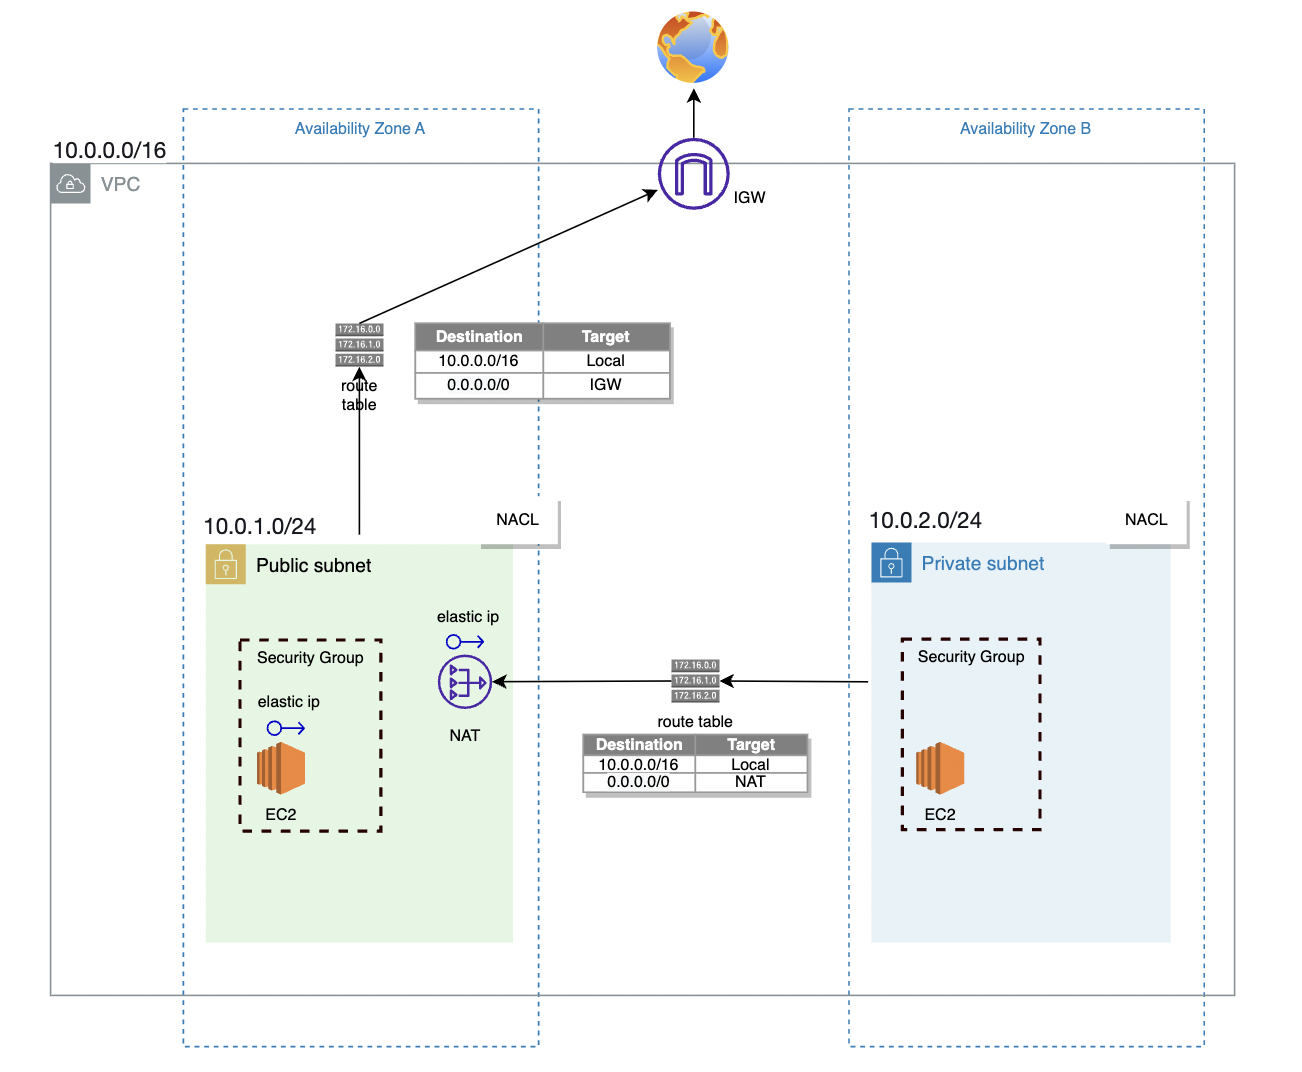 Availability Zone A
Availability Zone B
10.0.0.0/16
VPC
IGW
172.16.0.0
172.16.1.0
172.16.2.0
route
table
Destination Target
10.0.0.0/16 Local
0.0.0.0/0 IGW
10.0.1.0/24
NACL
10.0.2.0/24
NACL
Public subnet
Private subnet
elastic ip
Security Group
elastic ip
NAT
EC2
172.16.0.0
172.16.1.0
172.16.2.0
route table
Destination Target
10.0.0.0/16 Local
0.0.0.0/0 NAT
Security Group
EC2